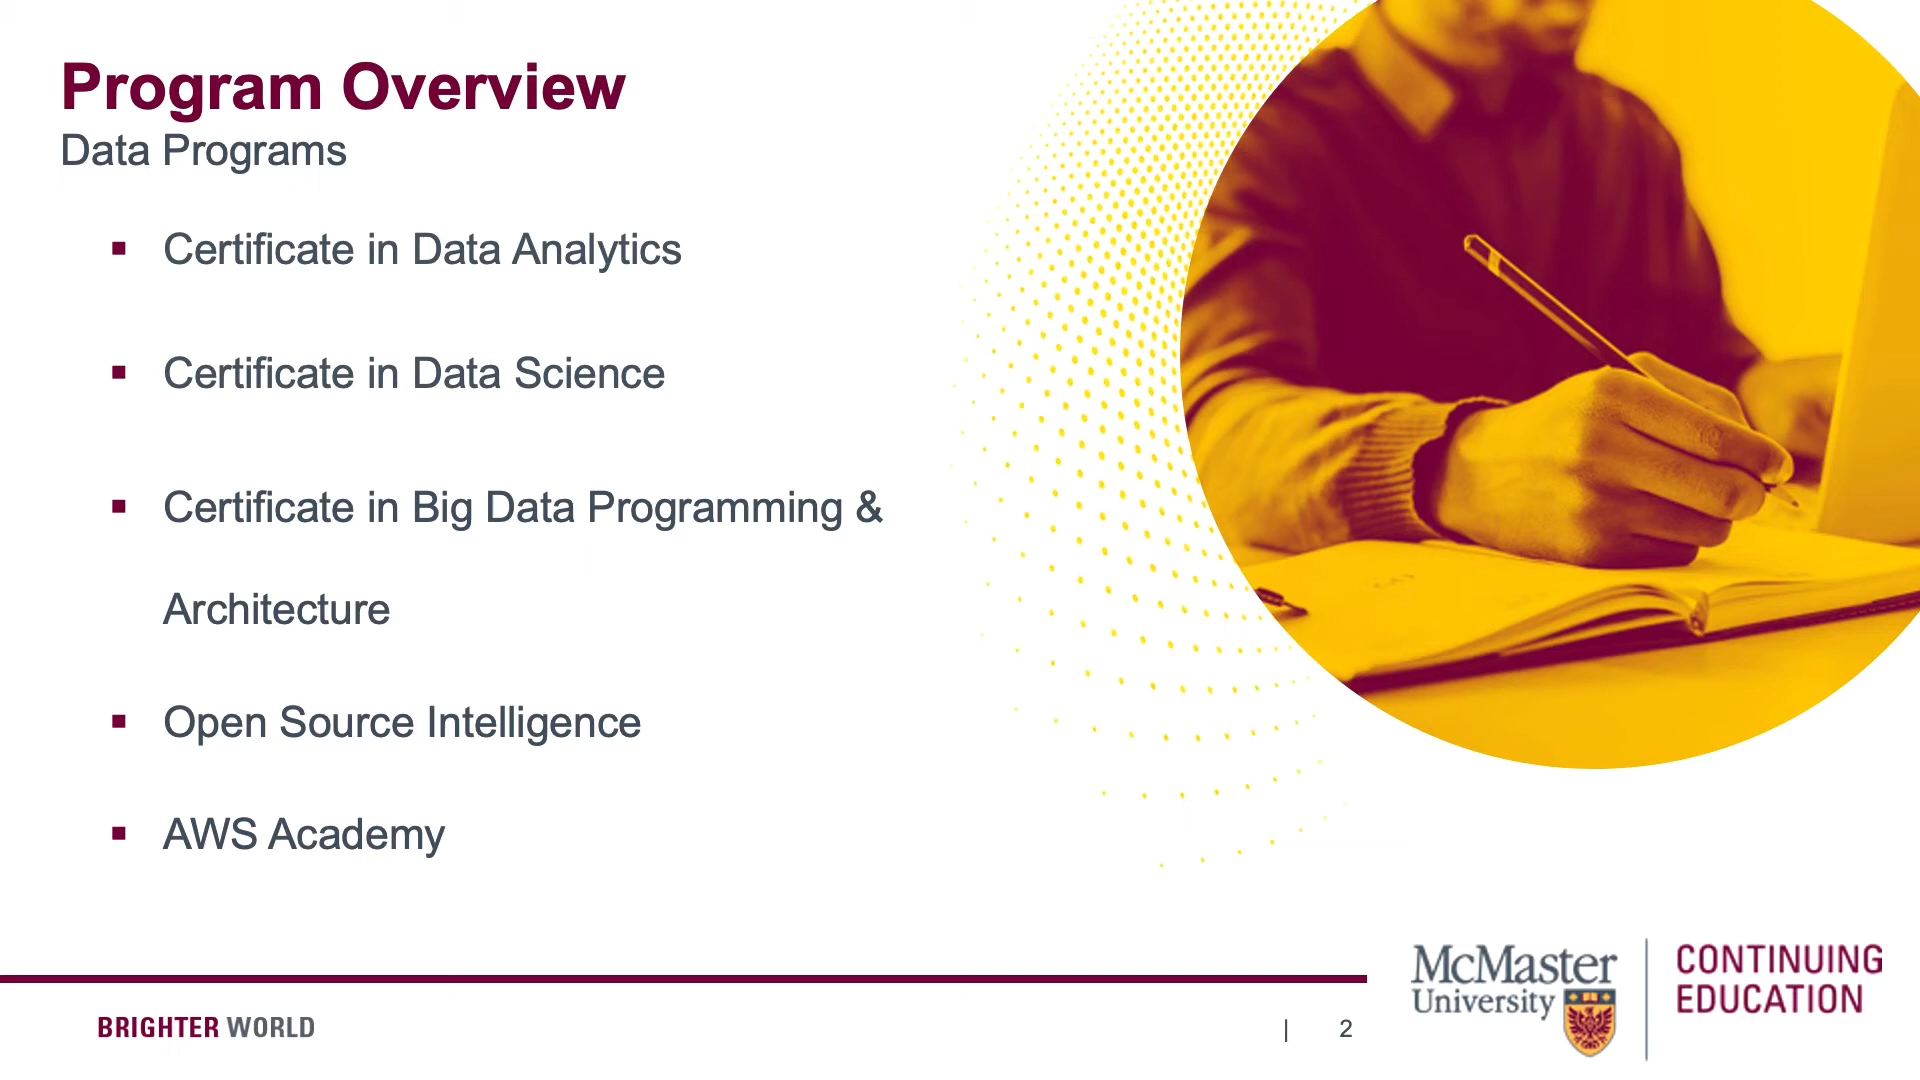 Program Overview
Data Programs
▪ Certificate in Data Analytics
▪ Certificate in Data Science
▪ Certificate in Big Data Programming &
Architecture
▪ Open Source Intelligence
▪ AWS Academy
BRIGHTER WORLD
| 2
McMaster
University
CONTINUING
EDUCATION